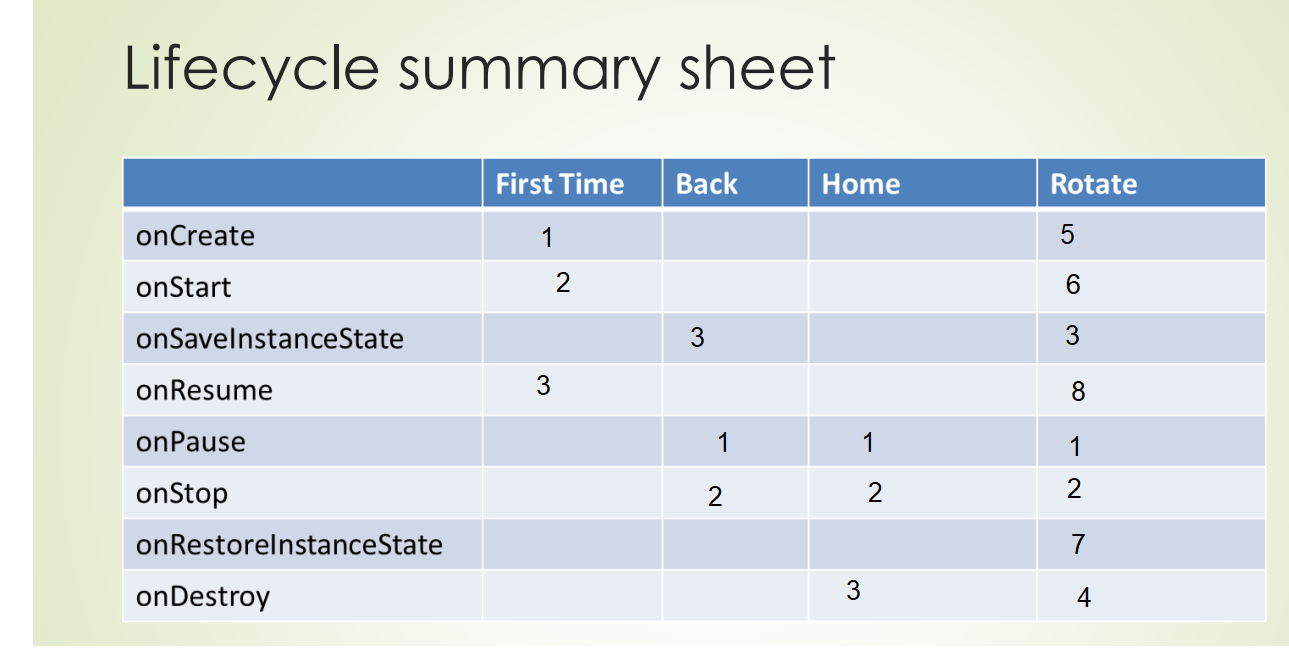 Lifecycle summary sheet
First Time Back Home Rotate
onCreate 1 5
onStart 2 6
onSaveInstanceState 3 3
onResume 3 8
onPause 1 1 1
onStop 2 2 2
onRestoreInstanceState 7
onDestroy 3 4